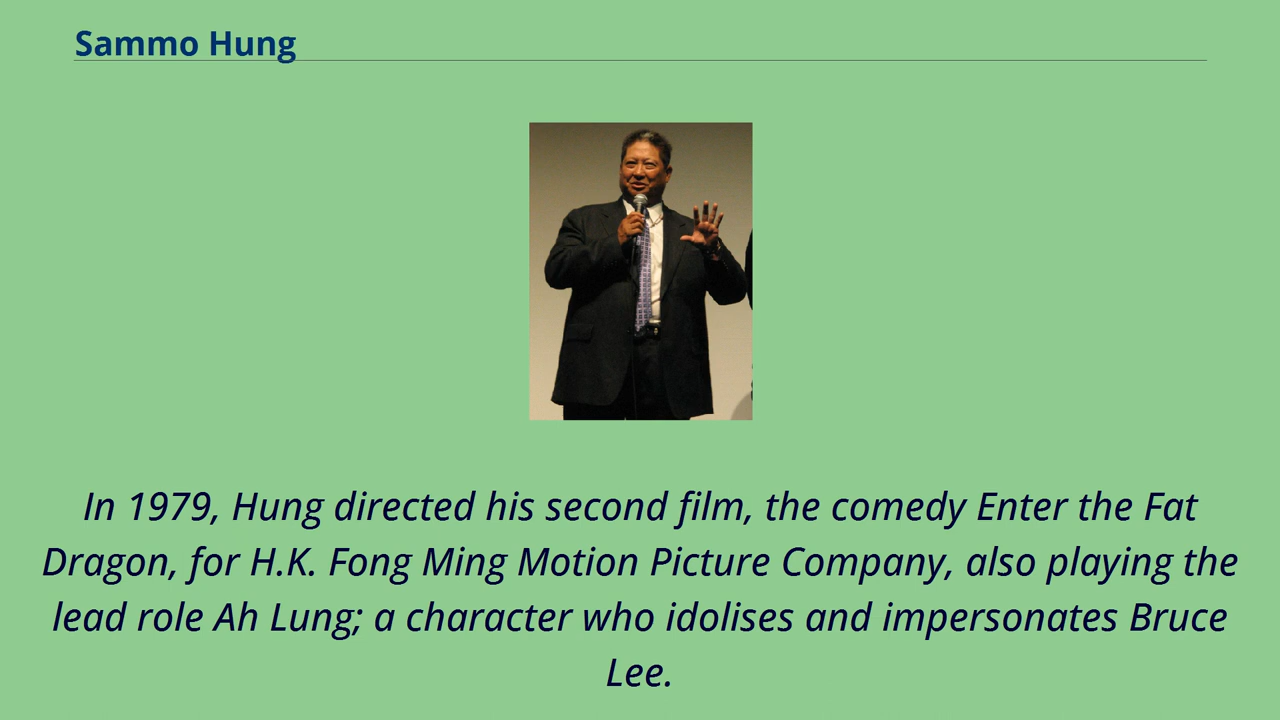 Sammo Hung
In 1979, Hung directed his second film, the comedy Enter the Fat
Dragon, for H.K. Fong Ming Motion Picture Company, also playing the
lead role Ah Lung; a character who idolises and impersonates Bruce
Lee.